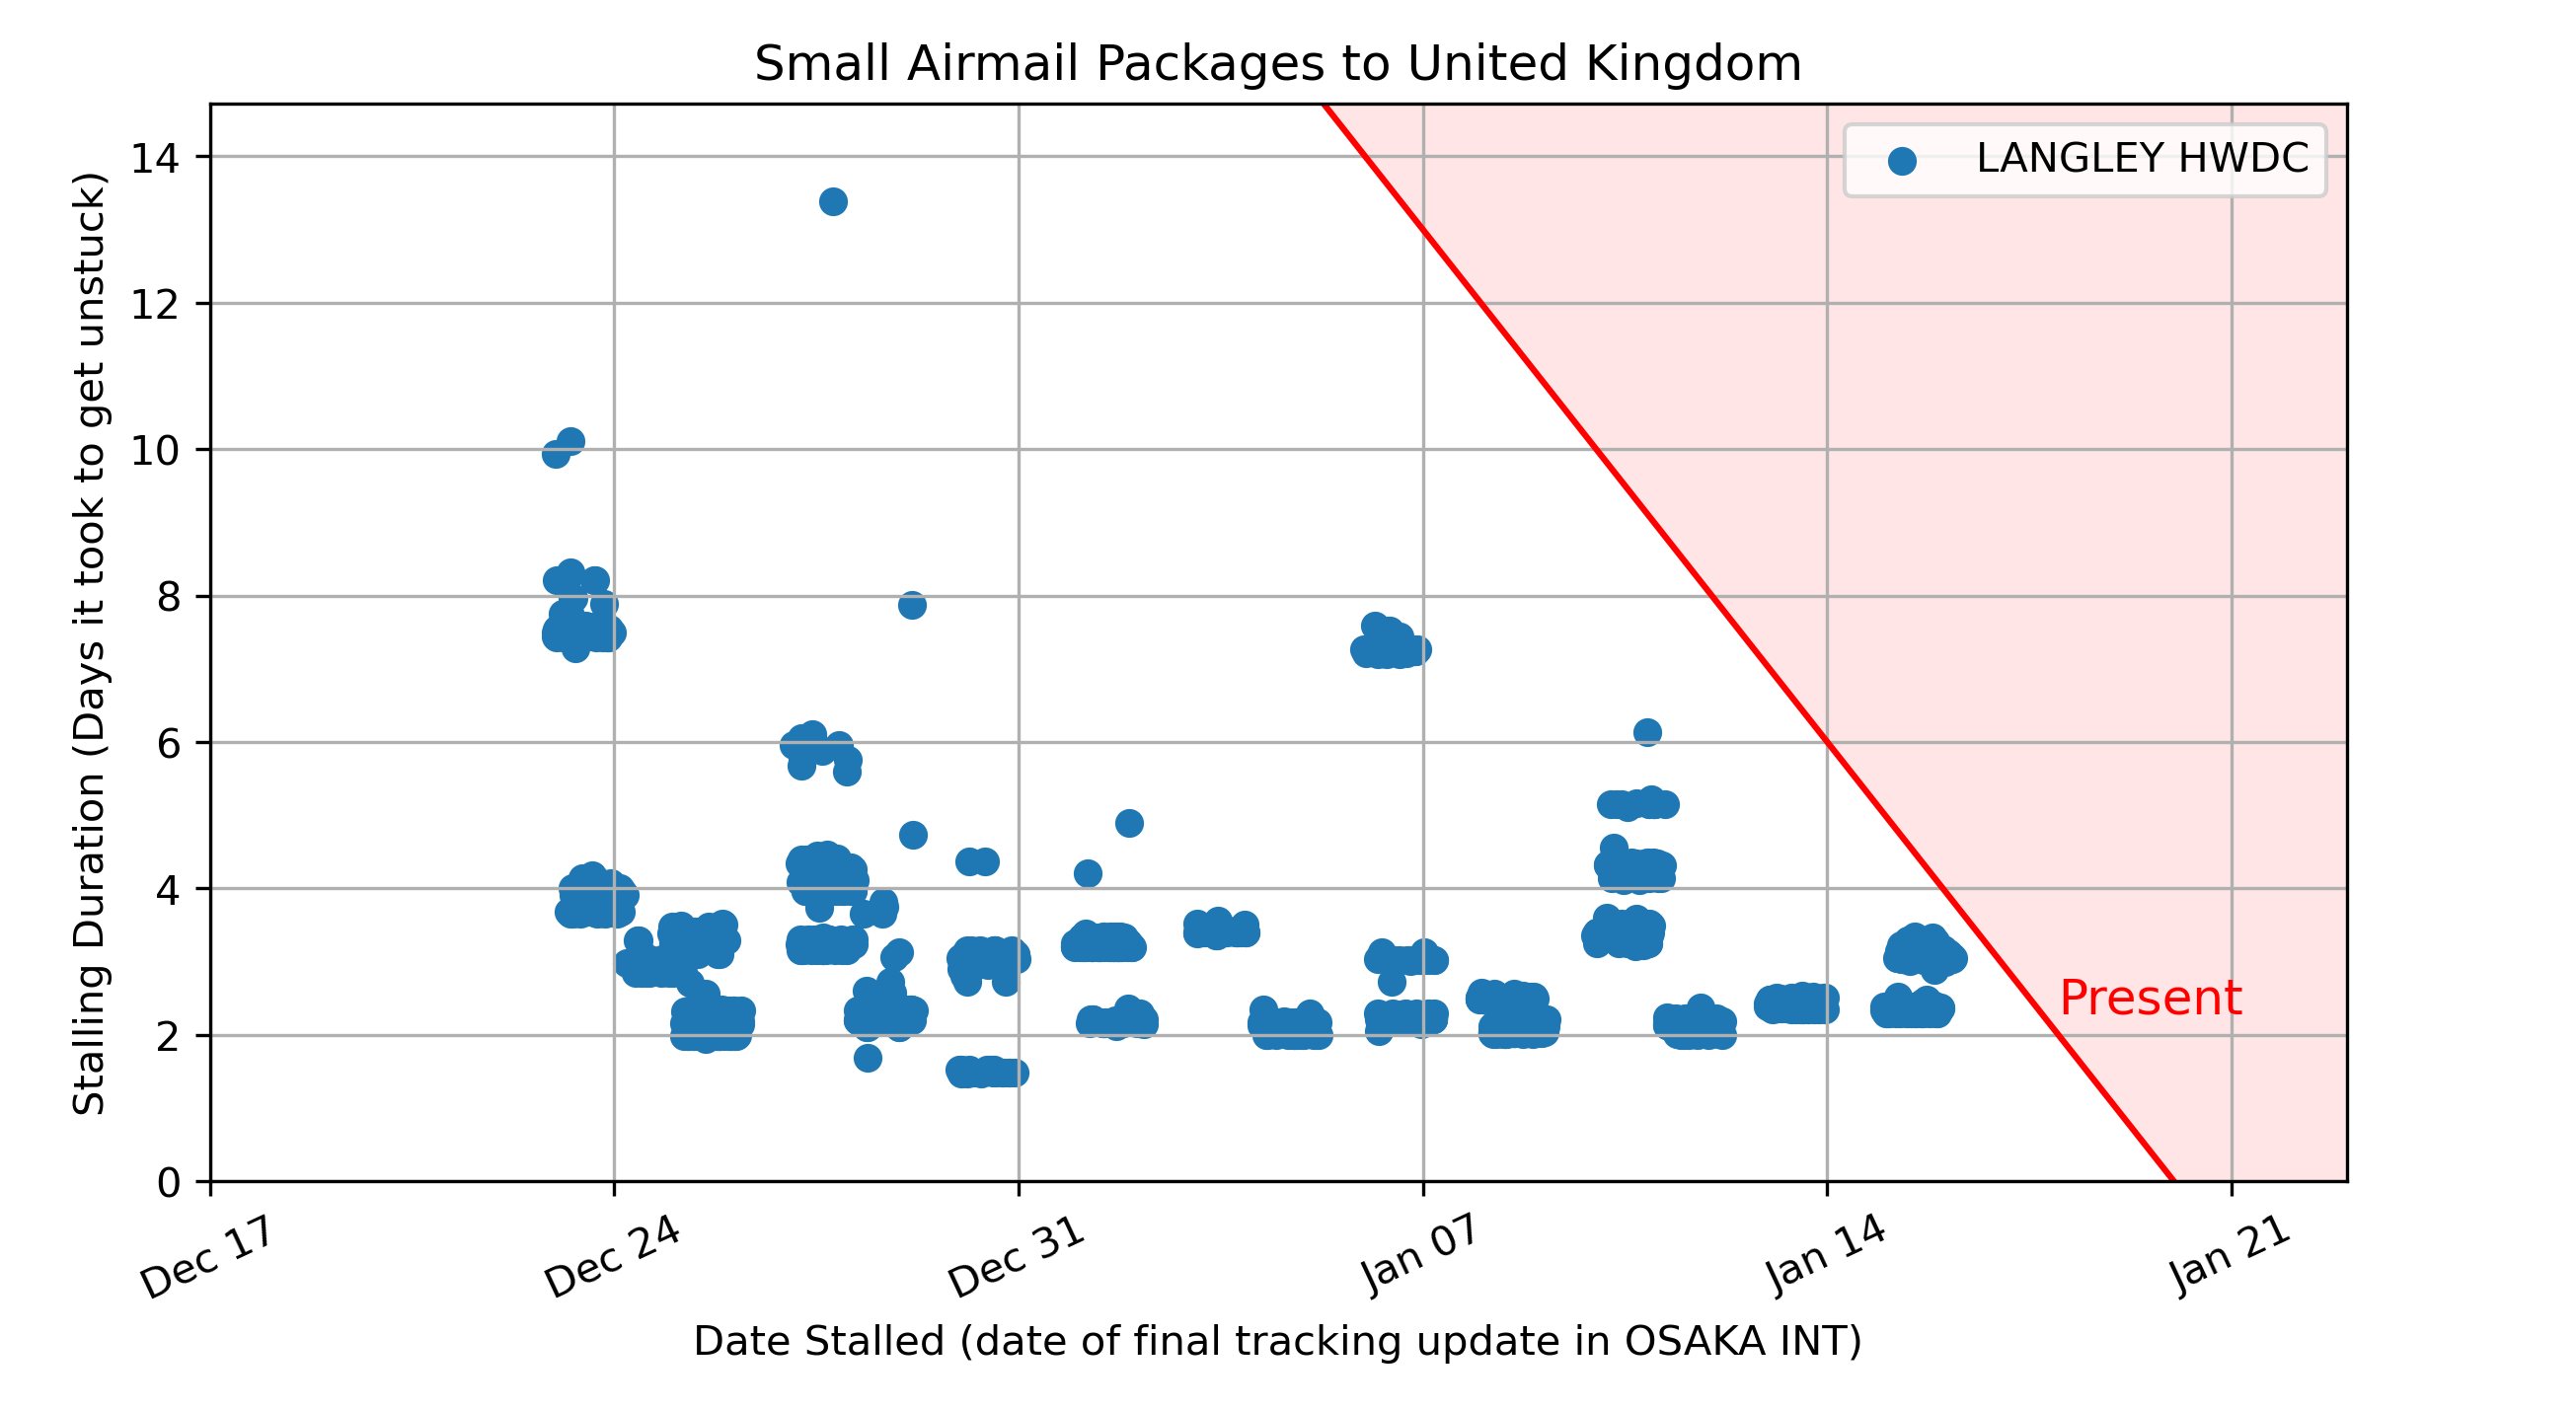 Small Airmail Packages to United Kingdom
LANGLEY HWDC
Stalling Duration (Days it took to get unstuck)
14
12
10
8
6
4
2
0
Present
Dec 17
Dec 24
Dec 31
Jan 07
Jan 14
Jan 21
Date Stalled (date of final tracking update in OSAKA INT)